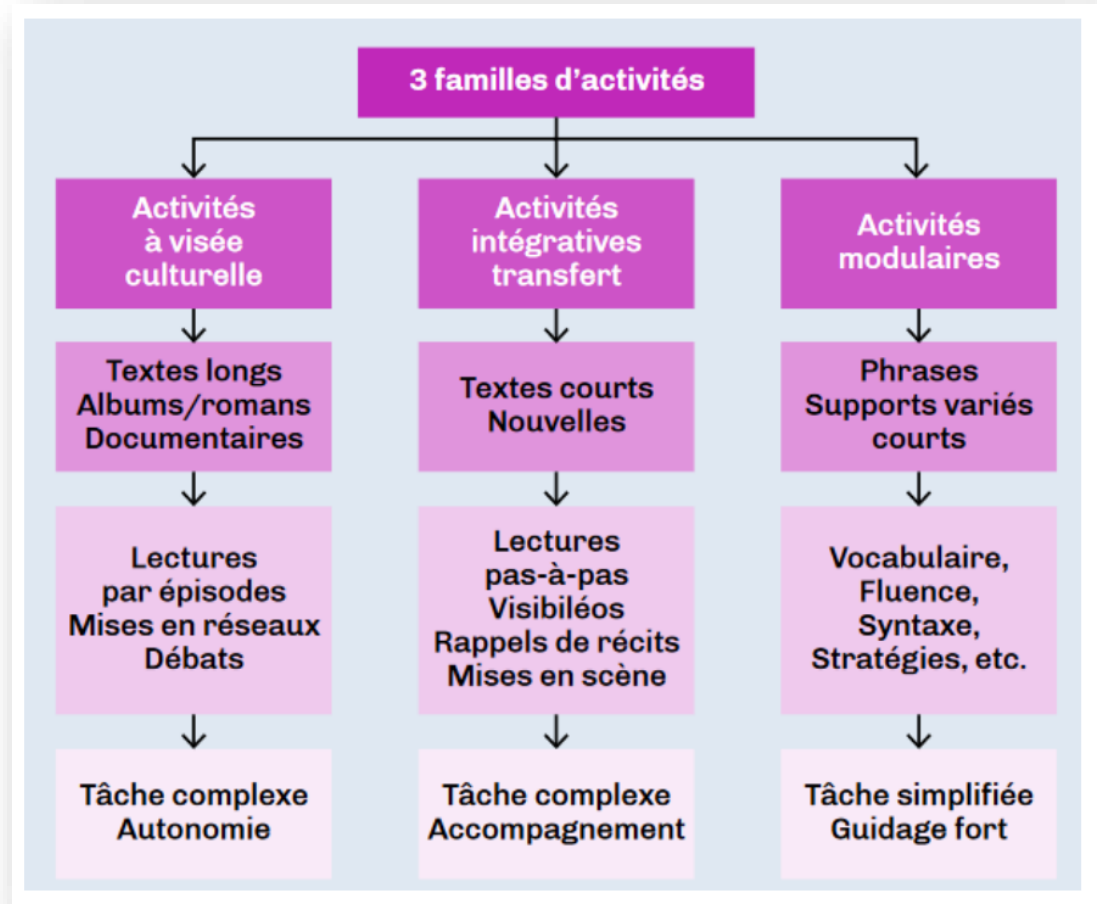 3 familles d’activités
Activités
à visée
culturelle
Textes longs
Albums/romans
Documentaires
Lectures
par épisodes
Mises en réseaux
Débats
Tâche complexe
Autonomie
Activités
intégratives
transfert
Textes courts
Nouvelles
Lectures
pas-à-pas
Visibiléos
Rappels de récits
Mises en scène
Tâche complexe
Accompagnement
Activités
modulaires
Phrases
Supports variés
courts
Vocabulaire,
Fluence,
Syntaxe,
Stratégies, etc.
Tâche simplifiée
Guidage fort